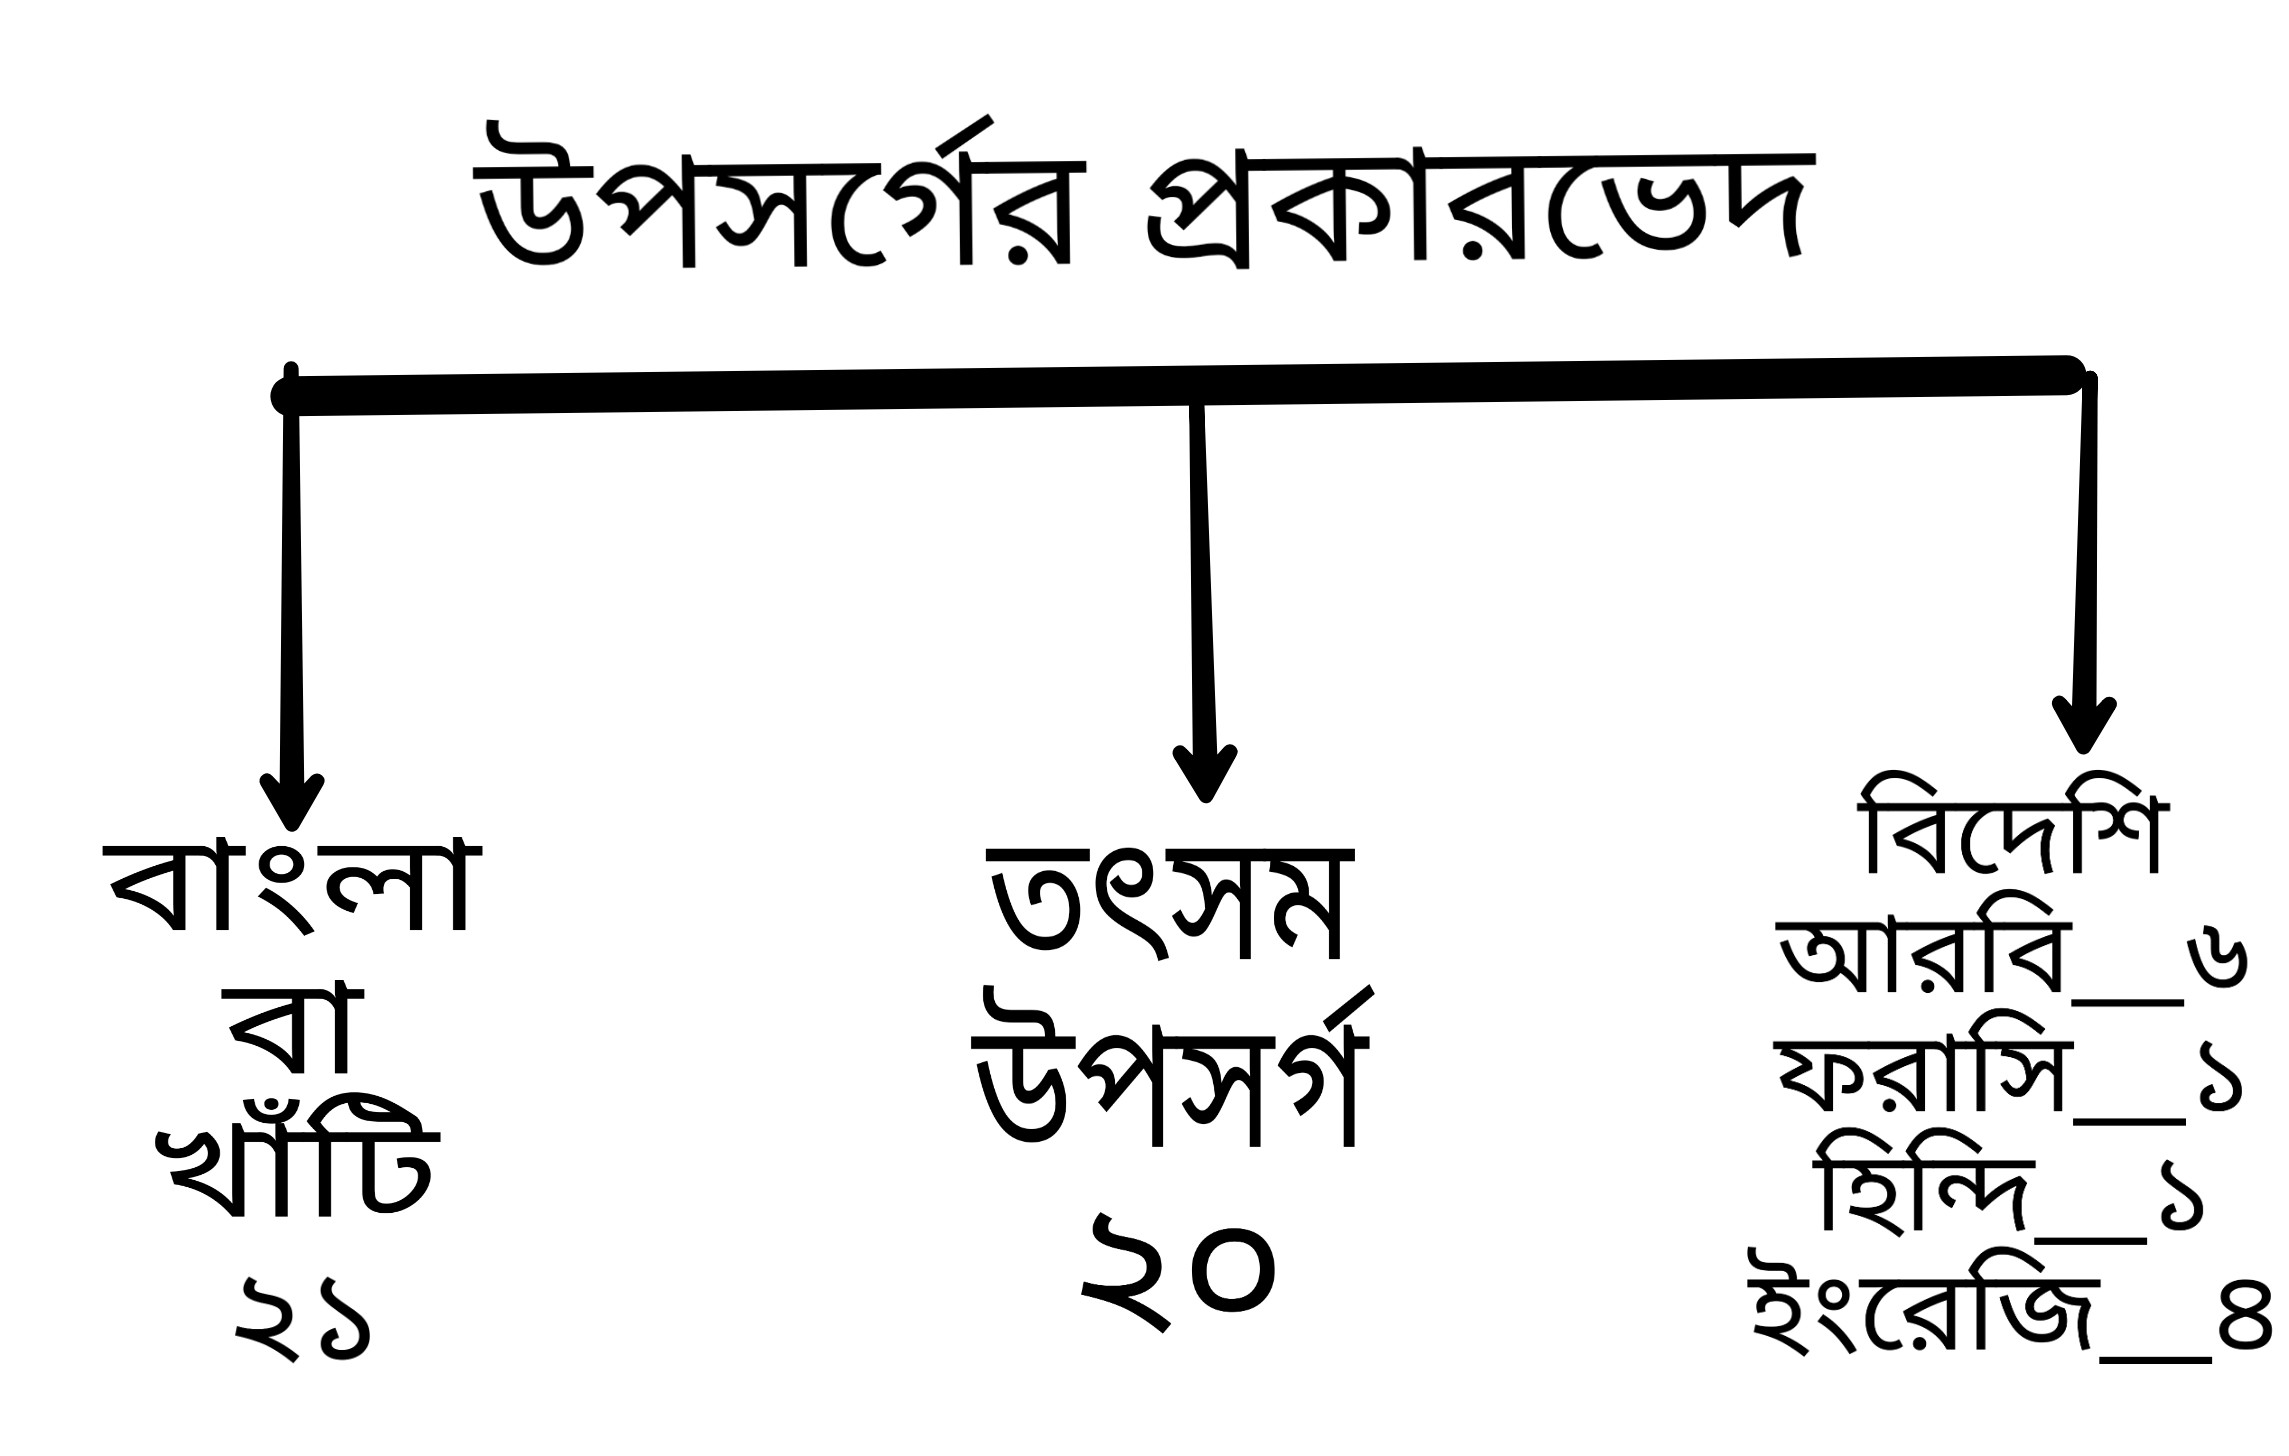 উপসর্গের প্রকারভেদ
বাংলা
বা
খাঁটি
২১
তৎসম
উপসর্গ
২০
বিদেশি
আরবি__৬
ফরাসি__১
হিন্দি__১
ইংরেজি__৪